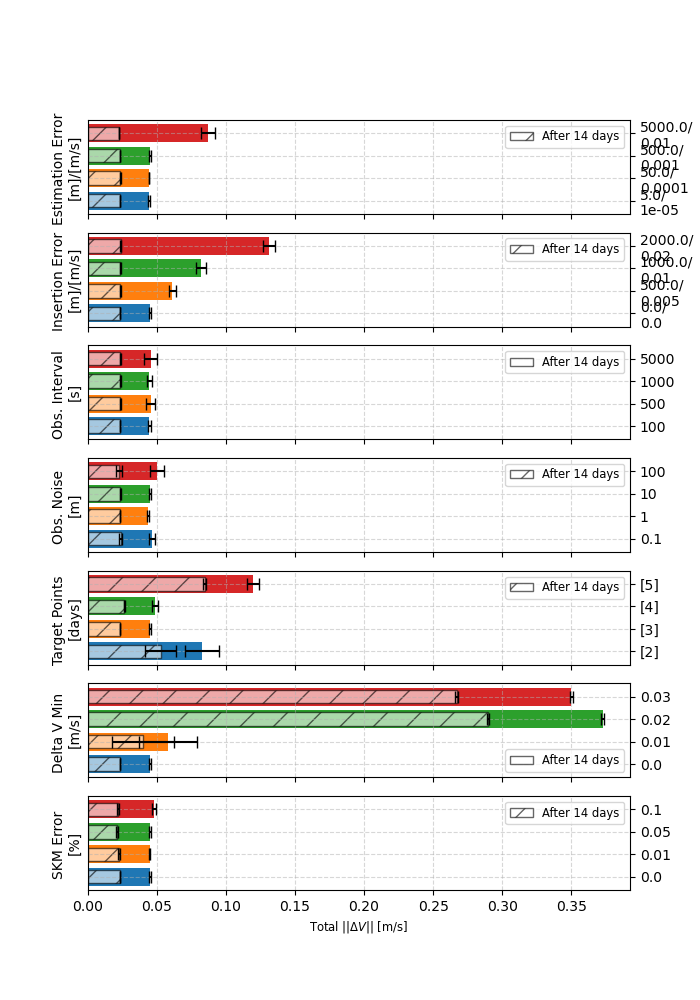 Estimation Error
[m]/[m/s]
After 14 days
5000.0/
0.01
500.0/
0.001
50.0/
0.0001
5.0/
1e-05
Insertion Error
[m]/[m/s]
After 14 days
2000.0/
0.02
1000.0/
0.01
500.0/
0.005
0.0/
0.0
Obs. Interval
[s]
After 14 days
5000
1000
500
100
Obs. Noise
[m]
After 14 days
100
10
1
0.1
Target Points
[days]
After 14 days
[5]
[4]
[3]
[2]
Delta V Min
[m/s]
After 14 days
0.03
0.02
0.01
0.0
SKM Error
[%]
After 14 days
0.1
0.05
0.01
0.0
0.00 0.05 0.10 0.15 0.20 0.25 0.30 0.35
Total ||ΔV|| [m/s]